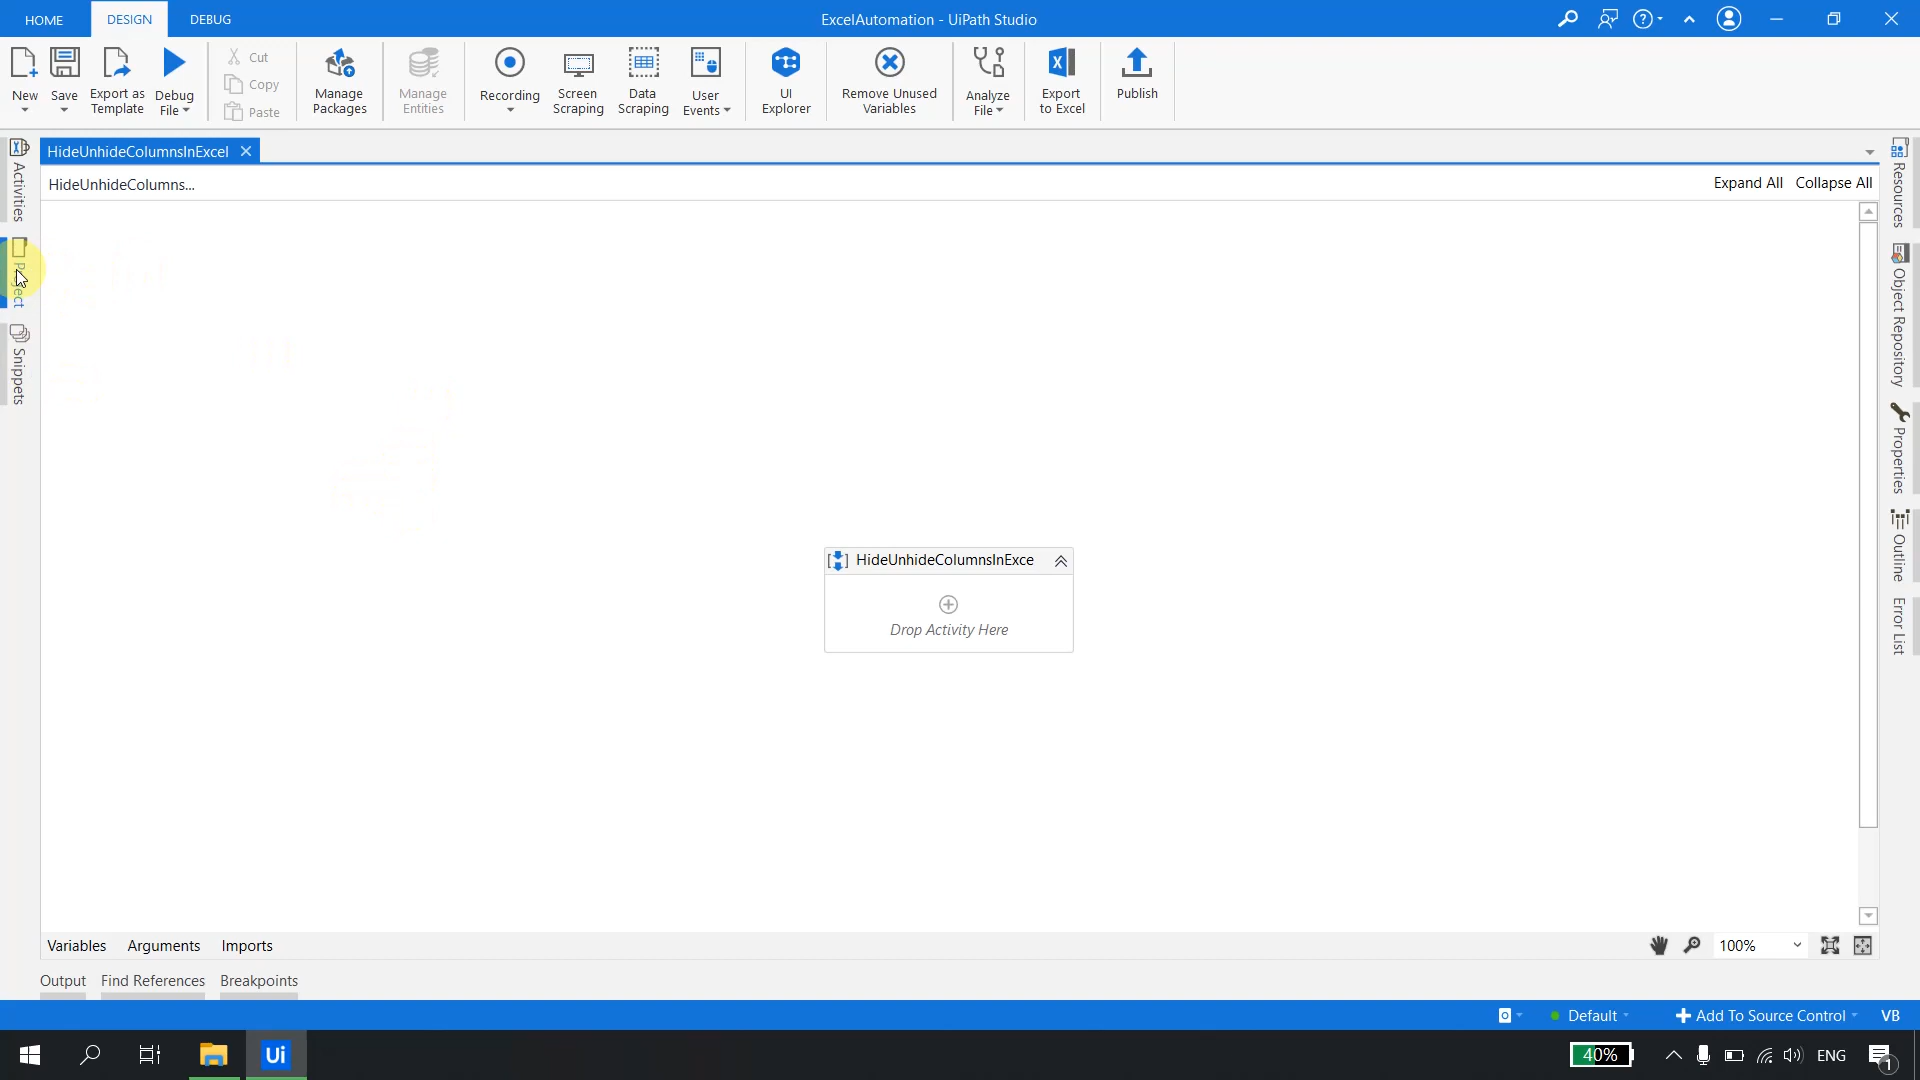 HOME DESIGN DEBUG ExcelAutomation - UiPath Studio
New Save Export as Template Debug File Cut Copy Paste Manage Packages Manage Entities Recording Screen Scraping Data Scraping User Events UI Explorer Remove Unused Variables Analyze File Export to Excel Publish
HideUnhideColumnsInExcel
HideUnhideColumns... Expand All Collapse All
Activities
Project
Snippets
Resources
Object Repository
Properties
Outline
Error List
HideUnhideColumnsInExce
Drop Activity Here
Variables Arguments Imports 100%
Output Find References Breakpoints
Default Add To Source Control VB
Ui 40% ENG 1